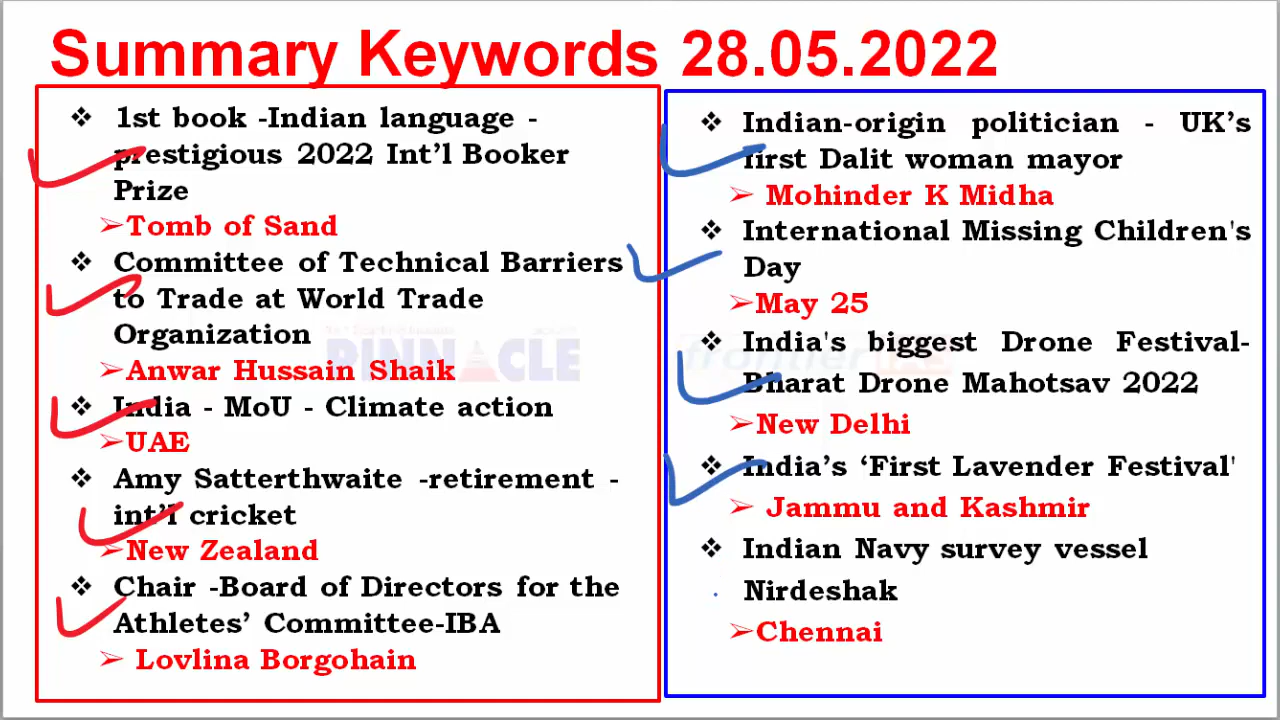 Summary Keywords 28.05.2022
❖ 1st book -Indian language -
prestigious 2022 Int’l Booker
Prize
➢Tomb of Sand
❖ Committee of Technical Barriers
to Trade at World Trade
Organization
➢Anwar Hussain Shaik
❖ India - MoU - Climate action
➢UAE
❖ Amy Satterthwaite -retirement -
int’l cricket
➢New Zealand
❖ Chair -Board of Directors for the
Athletes’ Committee-IBA
➢ Lovlina Borgohain
❖ Indian-origin politician - UK’s
first Dalit woman mayor
➢ Mohinder K Midha
❖ International Missing Children's
Day
➢May 25
❖ India's biggest Drone Festival-
Bharat Drone Mahotsav 2022
➢New Delhi
❖ India’s ‘First Lavender Festival'
➢ Jammu and Kashmir
❖ Indian Navy survey vessel
Nirdeshak
➢Chennai
PINNACLE
frontier IAS